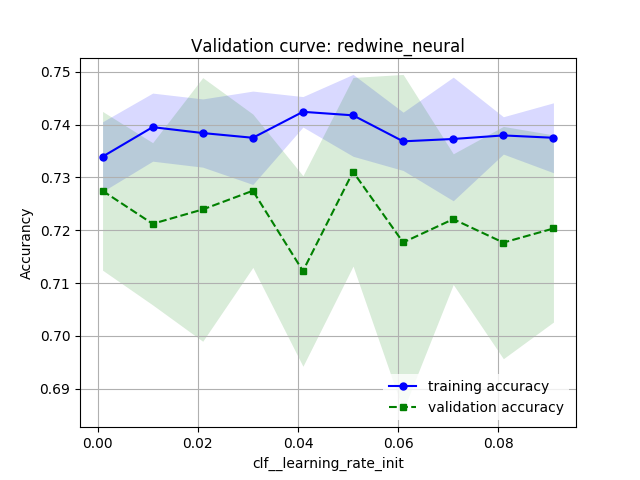 Validation curve: redwine_neural
0.75
0.74
0.73
0.72
0.71
0.70
0.69
Accurancy
training accuracy
validation accuracy
0.00 0.02 0.04 0.06 0.08
clf__learning_rate_init